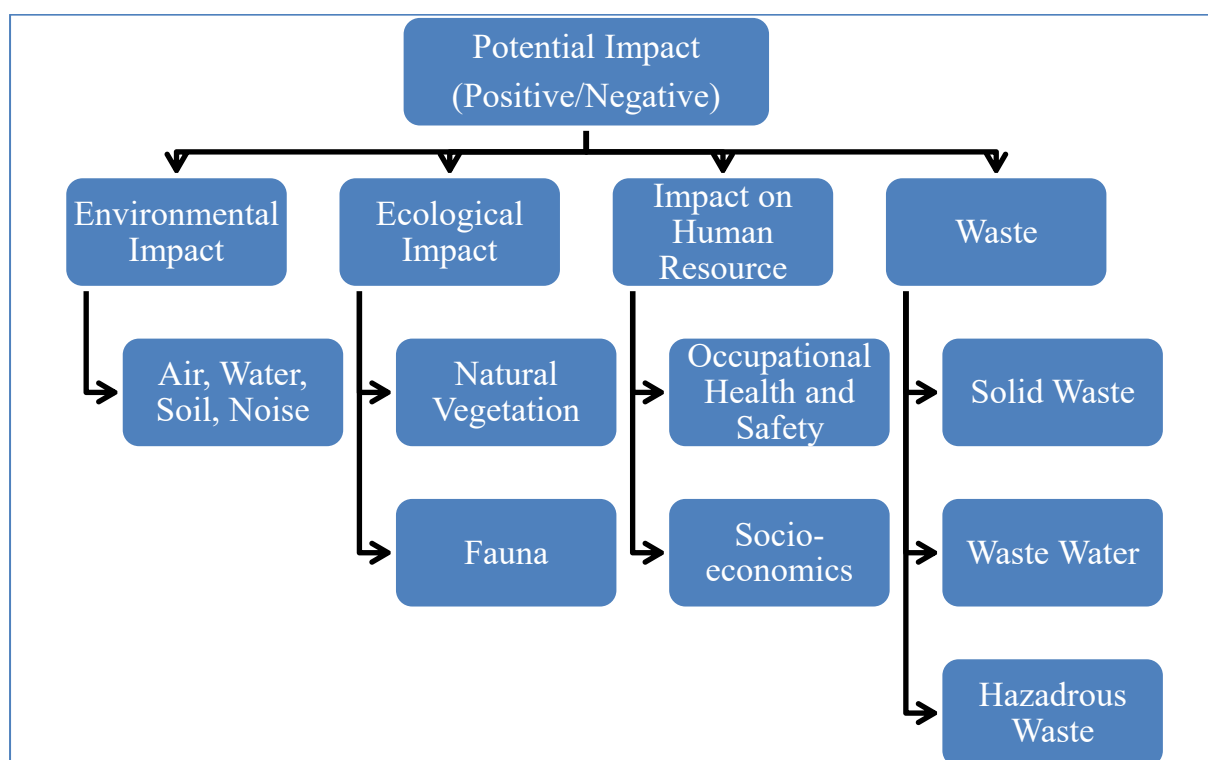 Potential Impact
(Positive/Negative)
Environmental
Impact
Ecological
Impact
Impact on
Human
Resource
Waste
Air, Water,
Soil, Noise
Natural
Vegetation
Fauna
Occupational
Health and
Safety
Socio-
economics
Solid Waste
Waste Water
Hazadrous
Waste